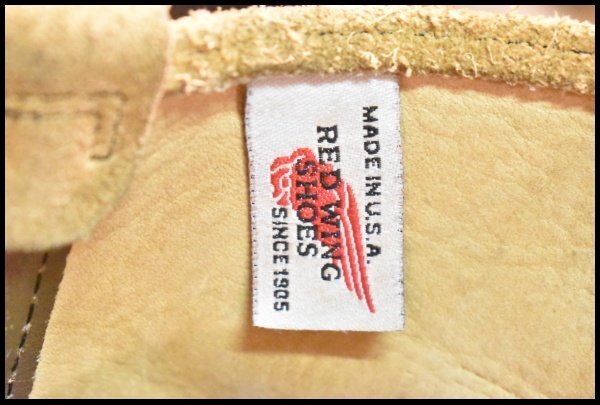 MADE IN U.S.A.
RED WING
SHOES
SINCE 1905